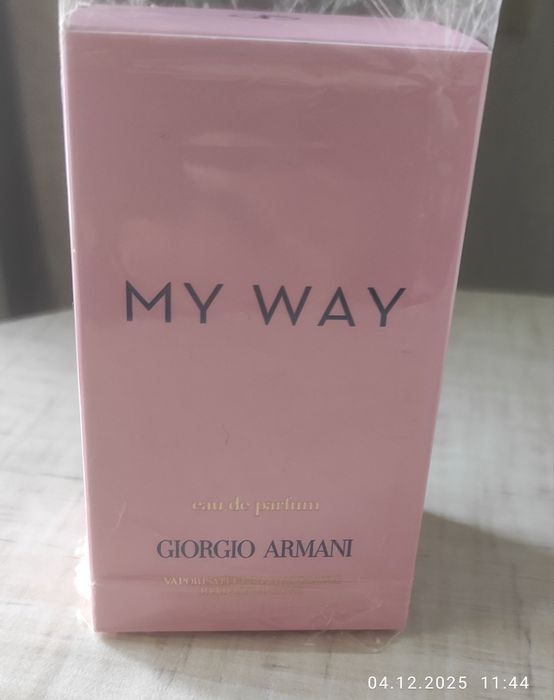 MY WAY
eau de parfum
GIORGIO ARMANI
04.12.2025 11:44